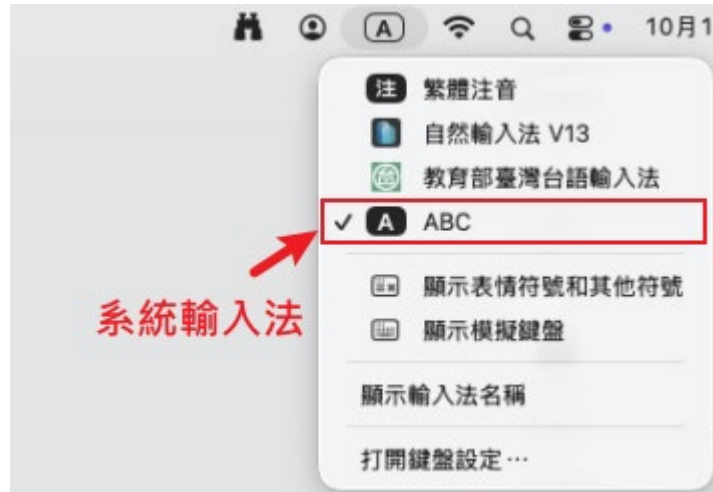 A 10月1
注 繁體注音
自然輸入法 V13
教育部臺灣台語輸入法
✓ A ABC
系統輸入法
顯示表情符號和其他符號
顯示模擬鍵盤
顯示輸入法名稱
打開鍵盤設定…